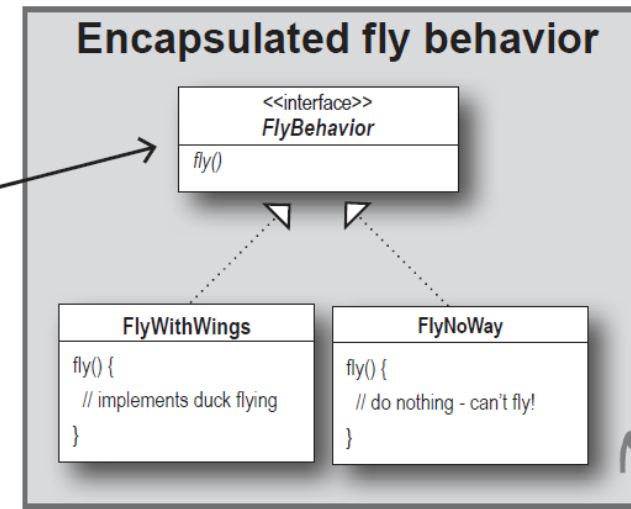 Encapsulated fly behavior
<<interface>>
FlyBehavior
fly()
FlyWithWings
fly() {
// implements duck flying
}
FlyNoWay
fly() {
// do nothing - can't fly!
}